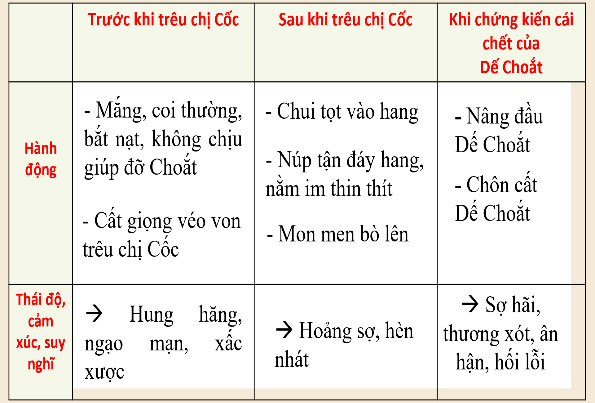 Trước khi trêu chị Cốc
Sau khi trêu chị Cốc
Khi chứng kiến cái
chết của
Dế Choắt
Hành
động
- Mắng, coi thường,
bắt nạt, không chịu
giúp đỡ Choắt
- Cất giọng véo von
trêu chị Cốc
- Chui tọt vào hang
- Núp tận đáy hang,
nằm im thin thít
- Mon men bò lên
- Nâng đầu
Dế Choắt
- Chôn cất
Dế Choắt
Thái độ,
cảm
xúc, suy
nghĩ
→ Hung hăng,
ngạo mạn, xấc
xược
→ Hoảng sợ, hèn
nhát
→ Sợ hãi,
thương xót, ân
hận, hối lỗi